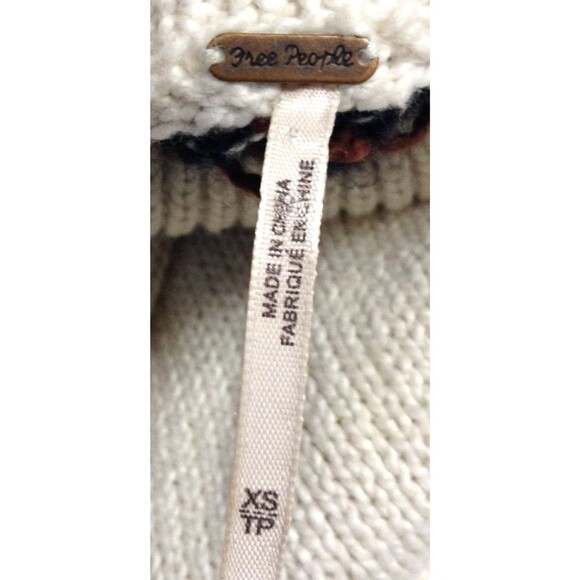 Free People
MADE IN CHINA
FABRIQUÉ EN CHINE
XS
TP